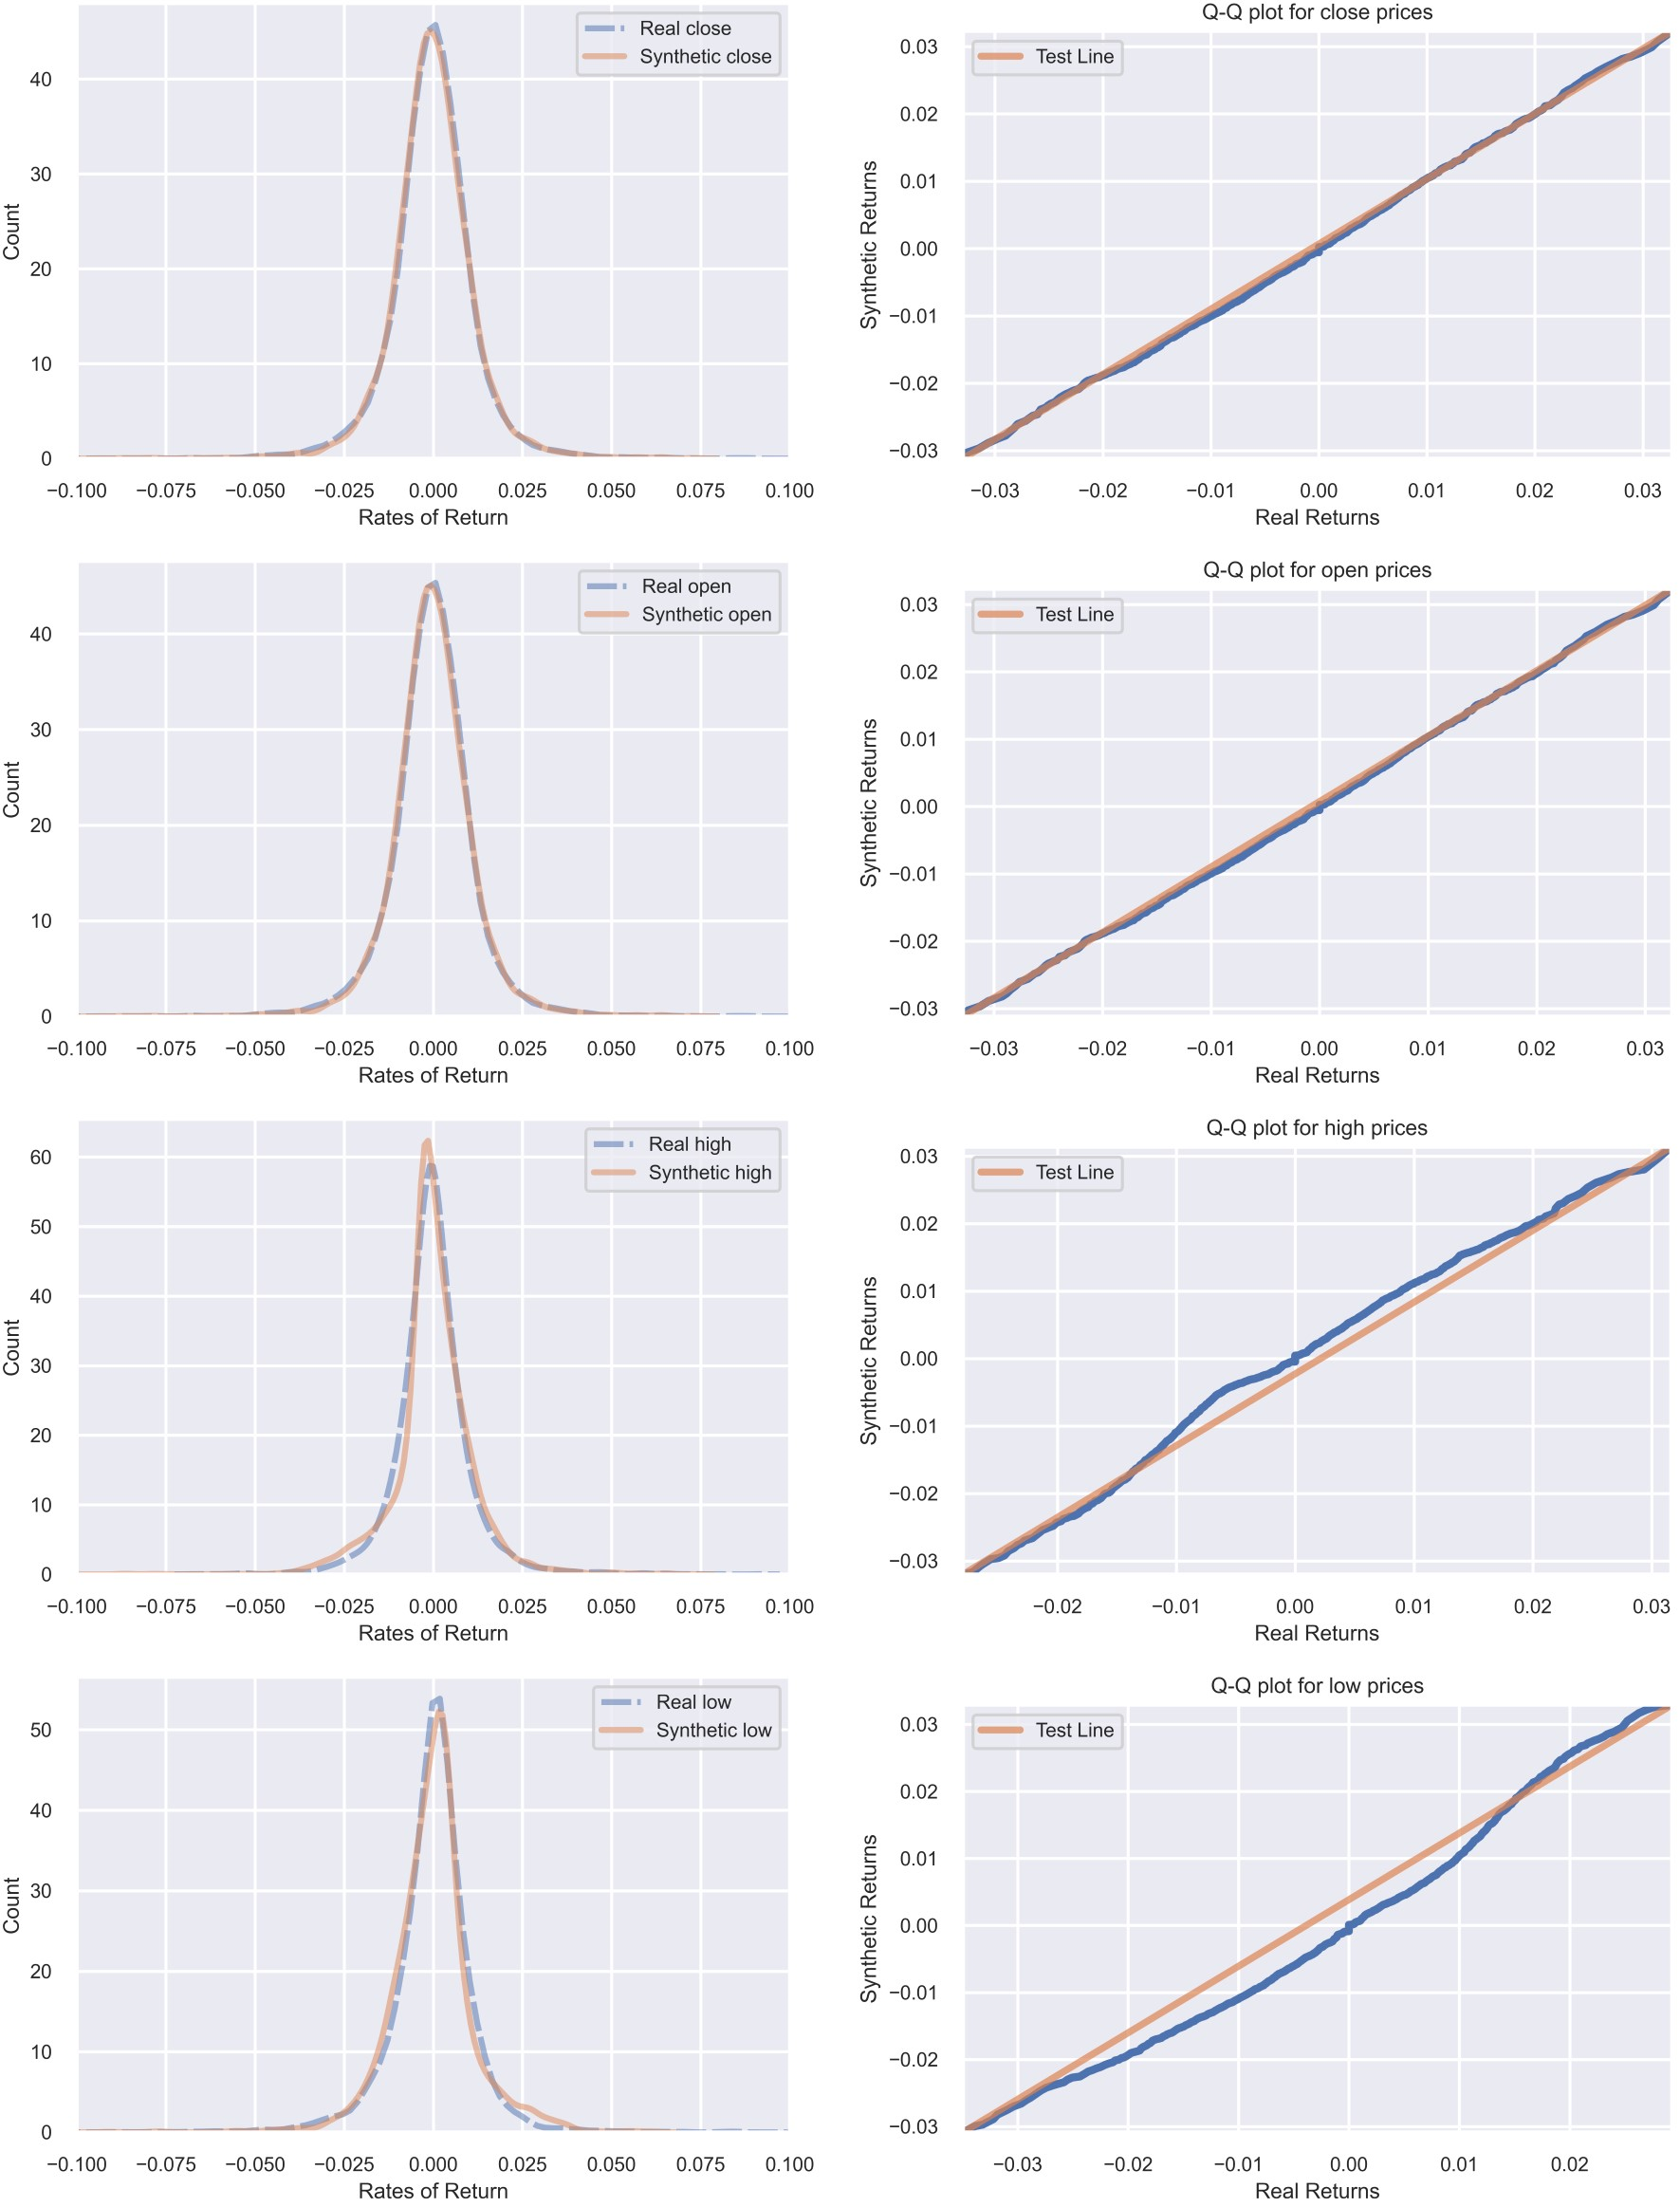 Real close
Synthetic close
40
30
20
10
0
Count
−0.100 −0.075 −0.050 −0.025 0.000 0.025 0.050 0.075 0.100
Rates of Return
Q-Q plot for close prices
Test Line
0.03
0.02
0.01
0.00
−0.01
−0.02
−0.03
Synthetic Returns
−0.03 −0.02 −0.01 0.00 0.01 0.02 0.03
Real Returns
Real open
Synthetic open
40
30
20
10
0
Count
−0.100 −0.075 −0.050 −0.025 0.000 0.025 0.050 0.075 0.100
Rates of Return
Q-Q plot for open prices
Test Line
0.03
0.02
0.01
0.00
−0.01
−0.02
−0.03
Synthetic Returns
−0.03 −0.02 −0.01 0.00 0.01 0.02 0.03
Real Returns
Real high
Synthetic high
60
50
40
30
20
10
0
Count
−0.100 −0.075 −0.050 −0.025 0.000 0.025 0.050 0.075 0.100
Rates of Return
Q-Q plot for high prices
Test Line
0.03
0.02
0.01
0.00
−0.01
−0.02
−0.03
Synthetic Returns
−0.02 −0.01 0.00 0.01 0.02 0.03
Real Returns
Real low
Synthetic low
50
40
30
20
10
0
Count
−0.100 −0.075 −0.050 −0.025 0.000 0.025 0.050 0.075 0.100
Rates of Return
Q-Q plot for low prices
Test Line
0.03
0.02
0.01
0.00
−0.01
−0.02
−0.03
Synthetic Returns
−0.03 −0.02 −0.01 0.00 0.01 0.02
Real Returns